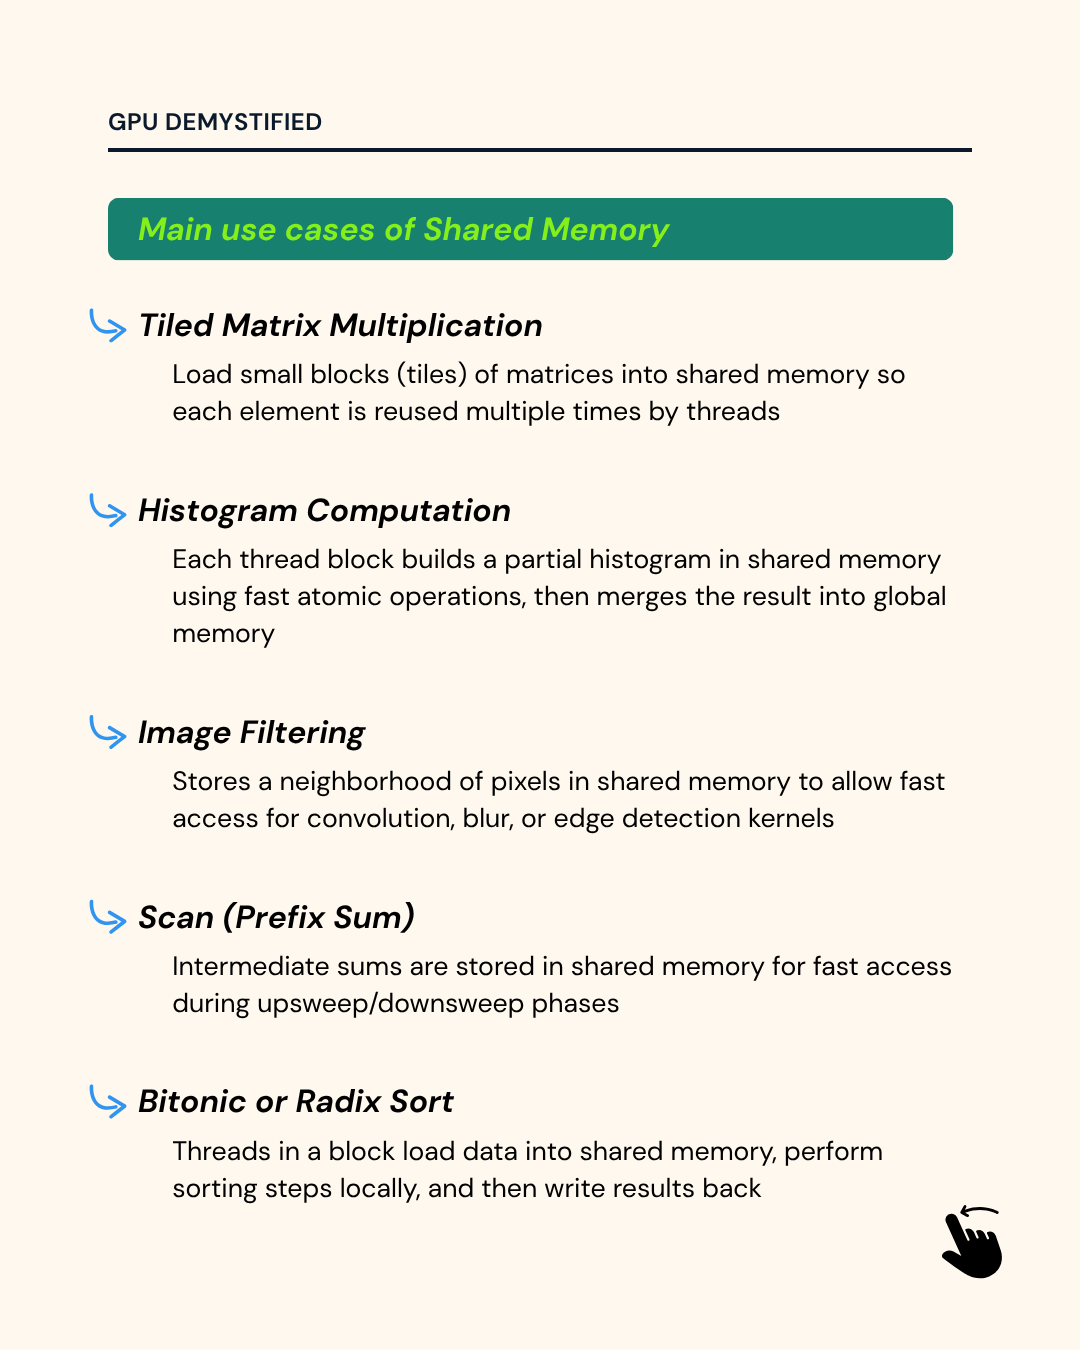 GPU DEMYSTIFIED
Main use cases of Shared Memory
Tiled Matrix Multiplication
Load small blocks (tiles) of matrices into shared memory so
each element is reused multiple times by threads
Histogram Computation
Each thread block builds a partial histogram in shared memory
using fast atomic operations, then merges the result into global
memory
Image Filtering
Stores a neighborhood of pixels in shared memory to allow fast
access for convolution, blur, or edge detection kernels
Scan (Prefix Sum)
Intermediate sums are stored in shared memory for fast access
during upsweep/downsweep phases
Bitonic or Radix Sort
Threads in a block load data into shared memory, perform
sorting steps locally, and then write results back